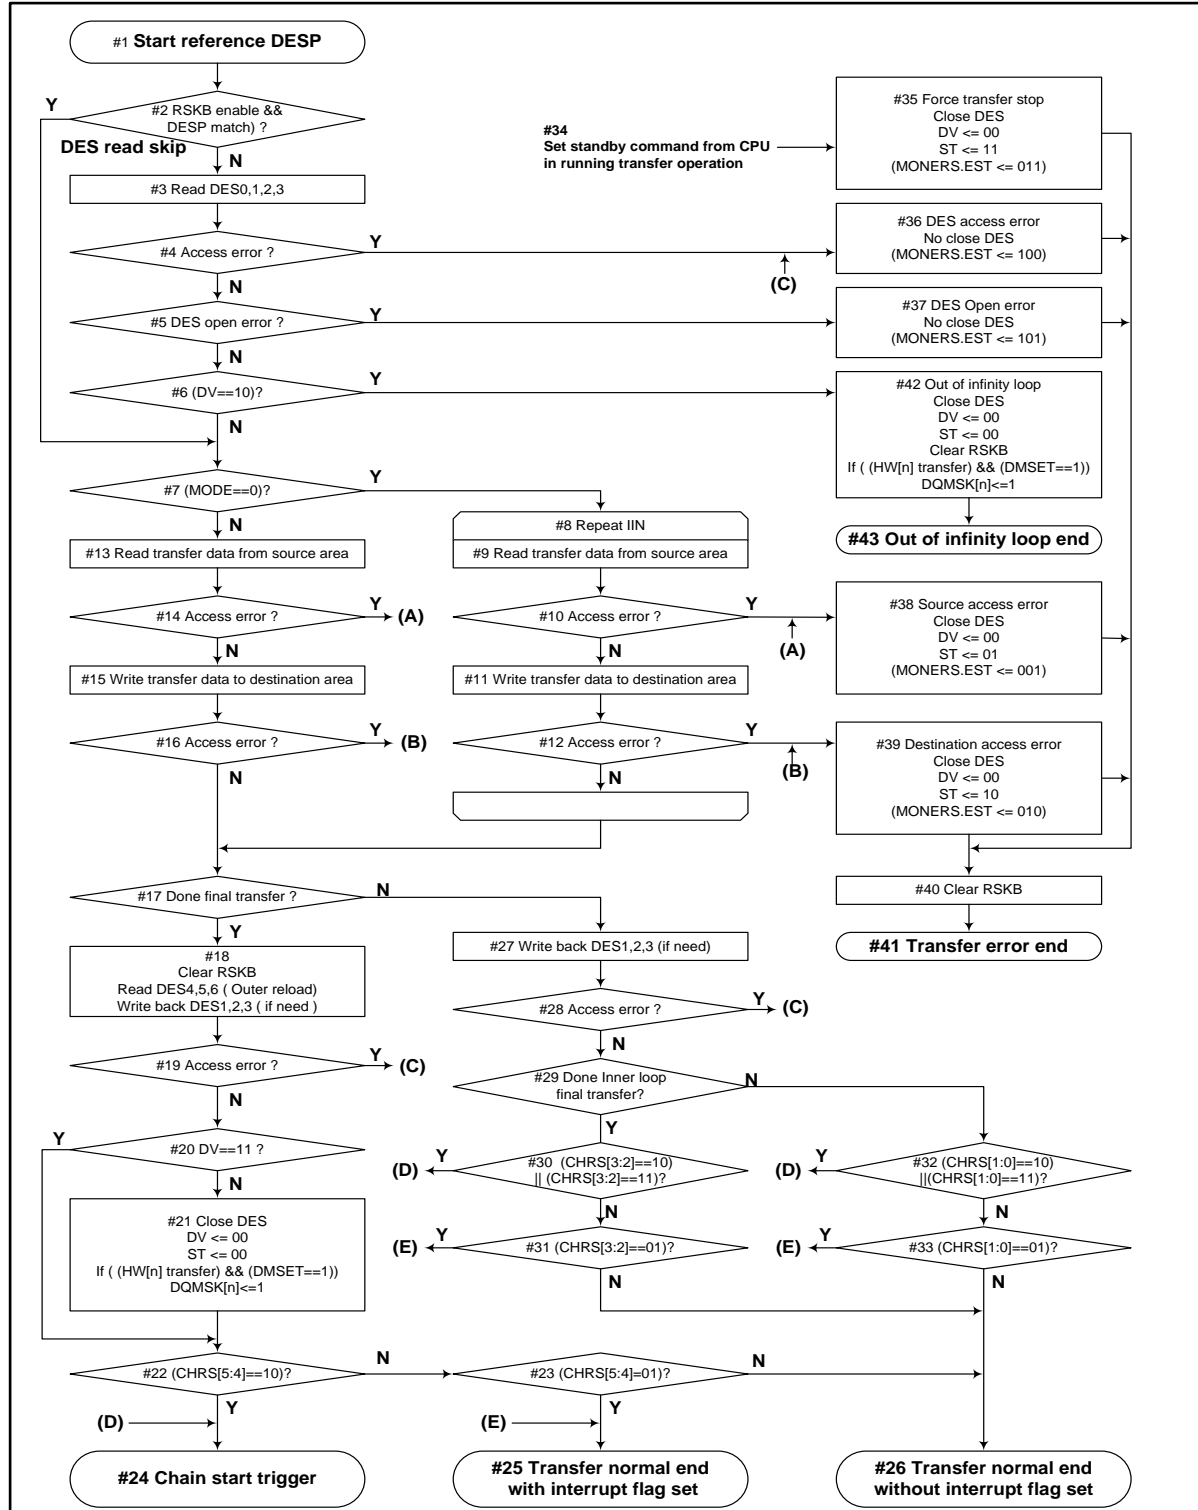 #1 Start reference DESP
Y
#2 RSKB enable &&
DESP match) ?
DES read skip
N
#3 Read DES0,1,2,3
#34
Set standby command from CPU
in running transfer operation
#35 Force transfer stop
Close DES
DV <= 00
ST <= 11
(MONERS.EST <= 011)
#4 Access error ?
Y
(C)
N
#36 DES access error
No close DES
(MONERS.EST <= 100)
#5 DES open error ?
Y
N
#37 DES Open error
No close DES
(MONERS.EST <= 101)
#6 (DV==10)?
Y
N
#42 Out of infinity loop
Close DES
DV <= 00
ST <= 00
Clear RSKB
If ( (HW[n] transfer) && (DMSET==1))
DQMSK[n]<=1
#43 Out of infinity loop end
#7 (MODE==0)?
Y
N
#8 Repeat IIN
#13 Read transfer data from source area
#9 Read transfer data from source area
#14 Access error ?
Y
(A)
N
#10 Access error ?
Y
(A)
N
#38 Source access error
Close DES
DV <= 00
ST <= 01
(MONERS.EST <= 001)
#15 Write transfer data to destination area
#11 Write transfer data to destination area
#16 Access error ?
Y
(B)
N
#12 Access error ?
Y
(B)
N
#39 Destination access error
Close DES
DV <= 00
ST <= 10
(MONERS.EST <= 010)
#40 Clear RSKB
#41 Transfer error end
#17 Done final transfer ?
N
Y
#18
Clear RSKB
Read DES4,5,6 ( Outer reload)
Write back DES1,2,3 ( if need )
#27 Write back DES1,2,3 (if need)
#28 Access error ?
Y
(C)
N
#19 Access error ?
Y
(C)
N
#29 Done Inner loop
final transfer?
N
Y
Y
#20 DV==11 ?
N
(D)
Y
#30 (CHRS[3:2]==10)
|| (CHRS[3:2]==11)?
N
(D)
Y
#32 (CHRS[1:0]==10)
||(CHRS[1:0]==11)?
N
#21 Close DES
DV <= 00
ST <= 00
If ( (HW[n] transfer) && (DMSET==1))
DQMSK[n]<=1
(E)
Y
#31 (CHRS[3:2]==01)?
N
(E)
Y
#33 (CHRS[1:0]==01)?
N
#22 (CHRS[5:4]==10)?
N
Y
#23 (CHRS[5:4]=01)?
N
Y
(D)
(E)
#24 Chain start trigger
#25 Transfer normal end
with interrupt flag set
#26 Transfer normal end
without interrupt flag set